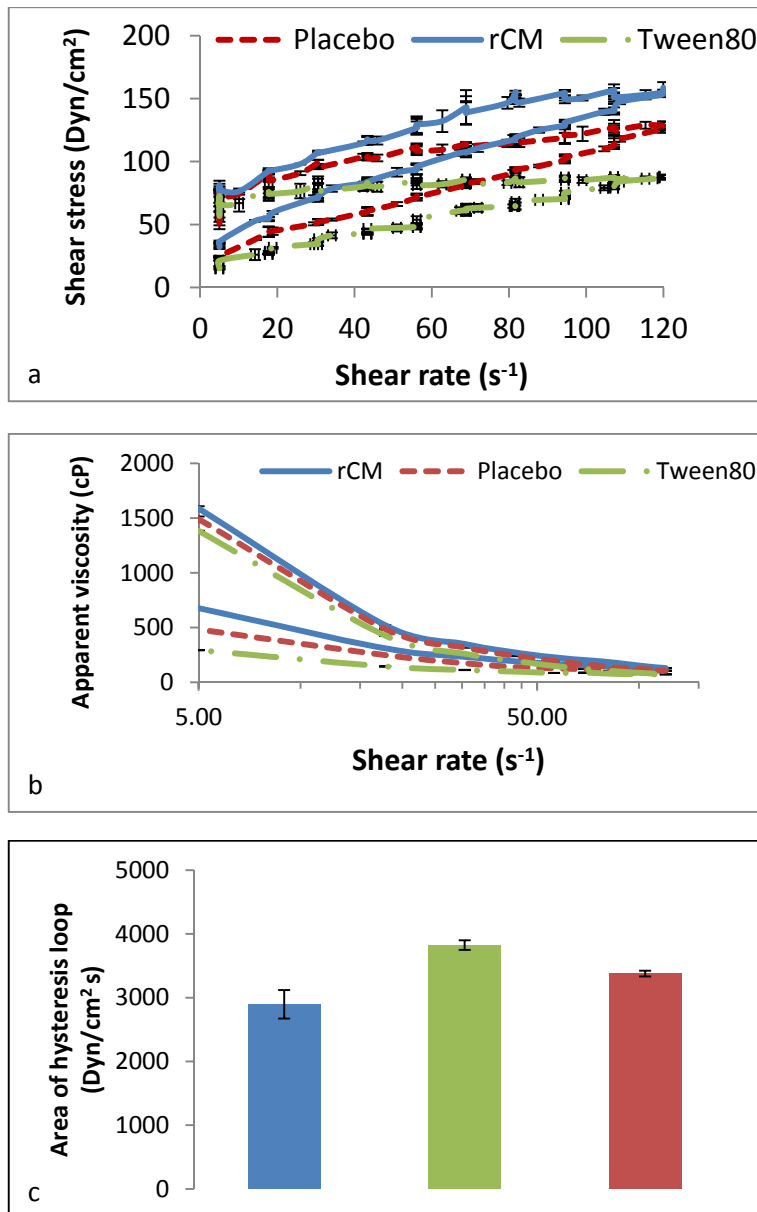 200
150
100
50
0
Shear stress (Dyn/cm2)
Placebo rCM Tween80
0 20 40 60 80 100 120
Shear rate (s-1)
a
2000
1500
1000
500
0
Apparent viscosity (cP)
rCM Placebo Tween80
5.00 50.00
Shear rate (s-1)
b
5000
4000
3000
2000
1000
0
Area of hysteresis loop
(Dyn/cm2 s)
c